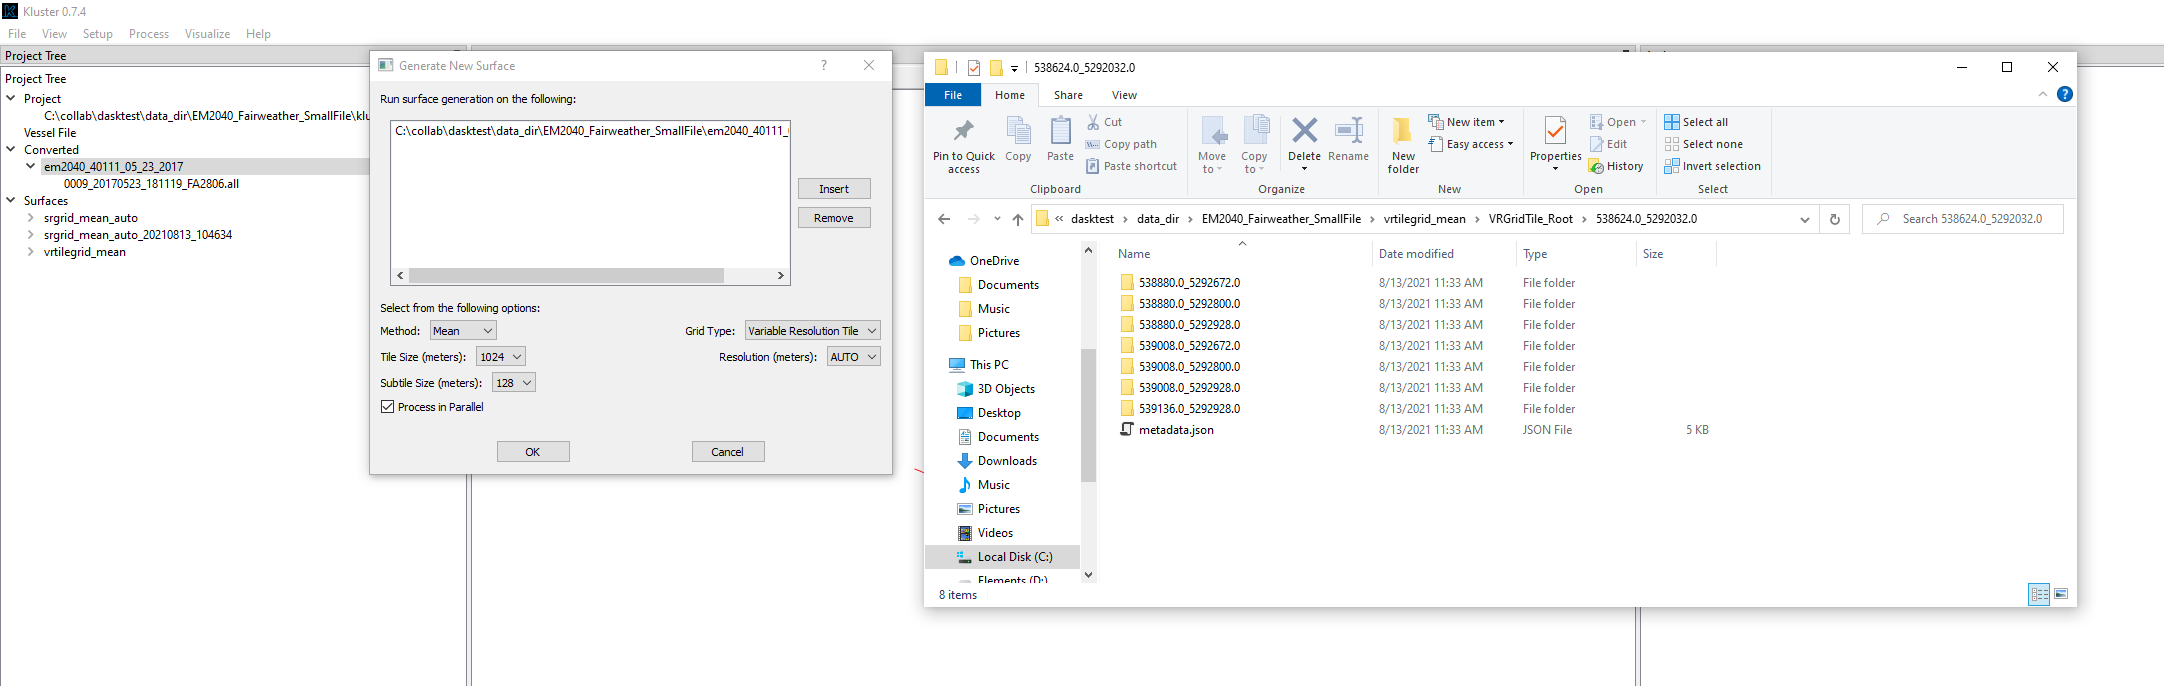 Kluster 0.7.4
File View Setup Process Visualize Help
Project Tree
Project Tree
Project
C:\collab\dasktest\data_dir\EM2040_Fairweather_SmallFile\klu
Vessel File
Converted
em2040_40111_05_23_2017
0009_20170523_181119_FA2806.all
Surfaces
srgrid_mean_auto
srgrid_mean_auto_20210813_104634
vrtilegrid_mean
Generate New Surface
?
Run surface generation on the following:
C:\collab\dasktest\data_dir\EM2040_Fairweather_SmallFile\em2040_40111_
Insert
Remove
Select from the following options:
Method: Mean Grid Type: Variable Resolution Tile
Tile Size (meters): 1024 Resolution (meters): AUTO
Subtile Size (meters): 128
Process in Parallel
OK Cancel
538624.0_5292032.0
File Home Share View
Pin to Quick access
Copy
Paste
Cut
Copy path
Paste shortcut
Clipboard
Move to
Copy to
Delete
Rename
Organize
New folder
New item
Easy access
New
Properties
Open
Edit
History
Open
Select all
Select none
Invert selection
Select
« dasktest › data_dir › EM2040_Fairweather_SmallFile › vrtilegrid_mean › VRGridTile_Root › 538624.0_5292032.0
Search 538624.0_5292032.0
OneDrive
Documents
Music
Pictures
This PC
3D Objects
Desktop
Documents
Downloads
Music
Pictures
Videos
Local Disk (C:)
Elements (D:)
Name Date modified Type Size
538880.0_5292672.0 8/13/2021 11:33 AM File folder
538880.0_5292800.0 8/13/2021 11:33 AM File folder
538880.0_5292928.0 8/13/2021 11:33 AM File folder
539008.0_5292672.0 8/13/2021 11:33 AM File folder
539008.0_5292800.0 8/13/2021 11:33 AM File folder
539008.0_5292928.0 8/13/2021 11:33 AM File folder
539136.0_5292928.0 8/13/2021 11:33 AM File folder
metadata.json 8/13/2021 11:33 AM JSON File 5 KB
8 items